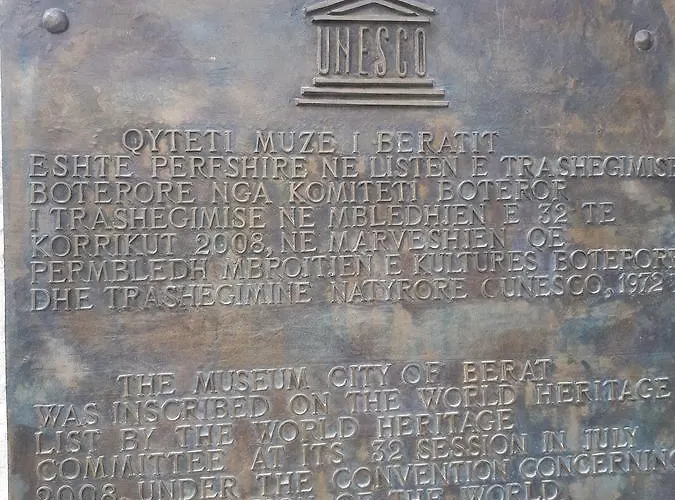 UNESCO
QYTETI MUZE I BERATIT
ESHTE PERFSHIRE NE LISTEN E TRASHEGIMISE
BOTERORE NGA KOMITETI BOTEROR
I TRASHEGIMISE NE MBLEDHJEN E 32 TE
KORRIKUT 2008, NE MARVESHJEN QE
PERMBLEDH MBROJTJEN E KULTURES BOTERORE
DHE TRASHEGIMINE NATYRORE (UNESCO, 1972
THE MUSEUM CITY OF BERAT
WAS INSCRIBED ON THE WORLD HERITAGE
LIST BY THE WORLD HERITAGE
COMMITTEE AT ITS 32 SESSION IN JULY
2008, UNDER THE CONVENTION CONCERNING
OF THE WORLD